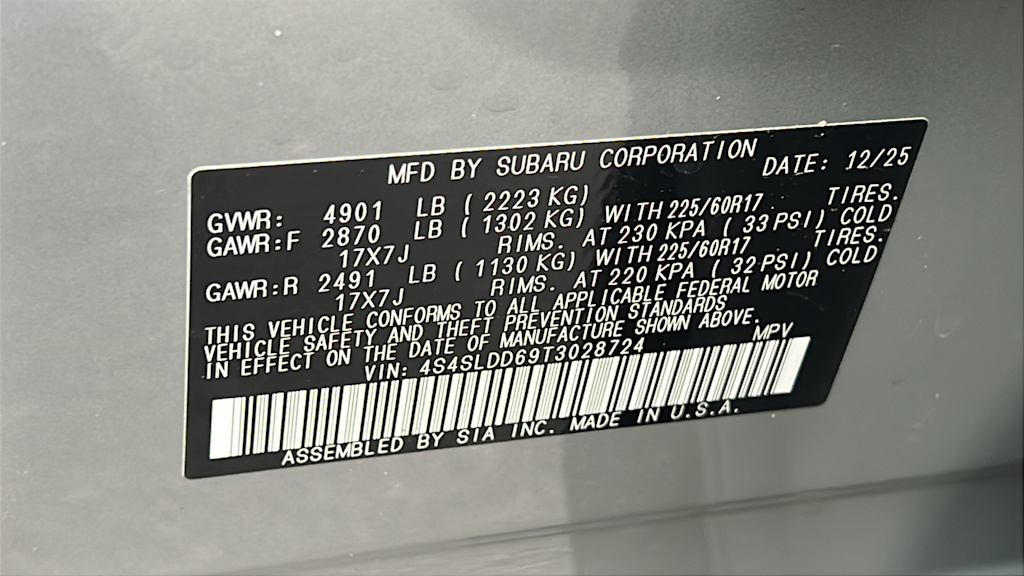 MFD BY SUBARU CORPORATION DATE: 12/25
GVWR: 4901 LB ( 2223 KG)
GAWR:F 2870 LB ( 1302 KG) WITH 225/60R17 TIRES.
17X7J RIMS. AT 230 KPA ( 33 PSI) COLD
GAWR:R 2491 LB ( 1130 KG) WITH 225/60R17 TIRES.
17X7J RIMS. AT 220 KPA ( 32 PSI) COLD
THIS VEHICLE CONFORMS TO ALL APPLICABLE FEDERAL MOTOR
VEHICLE SAFETY AND THEFT PREVENTION STANDARDS
IN EFFECT ON THE DATE OF MANUFACTURE SHOWN ABOVE.
VIN: 4S4SLDD69T3028724 MPV
ASSEMBLED BY SIA INC. MADE IN U.S.A.